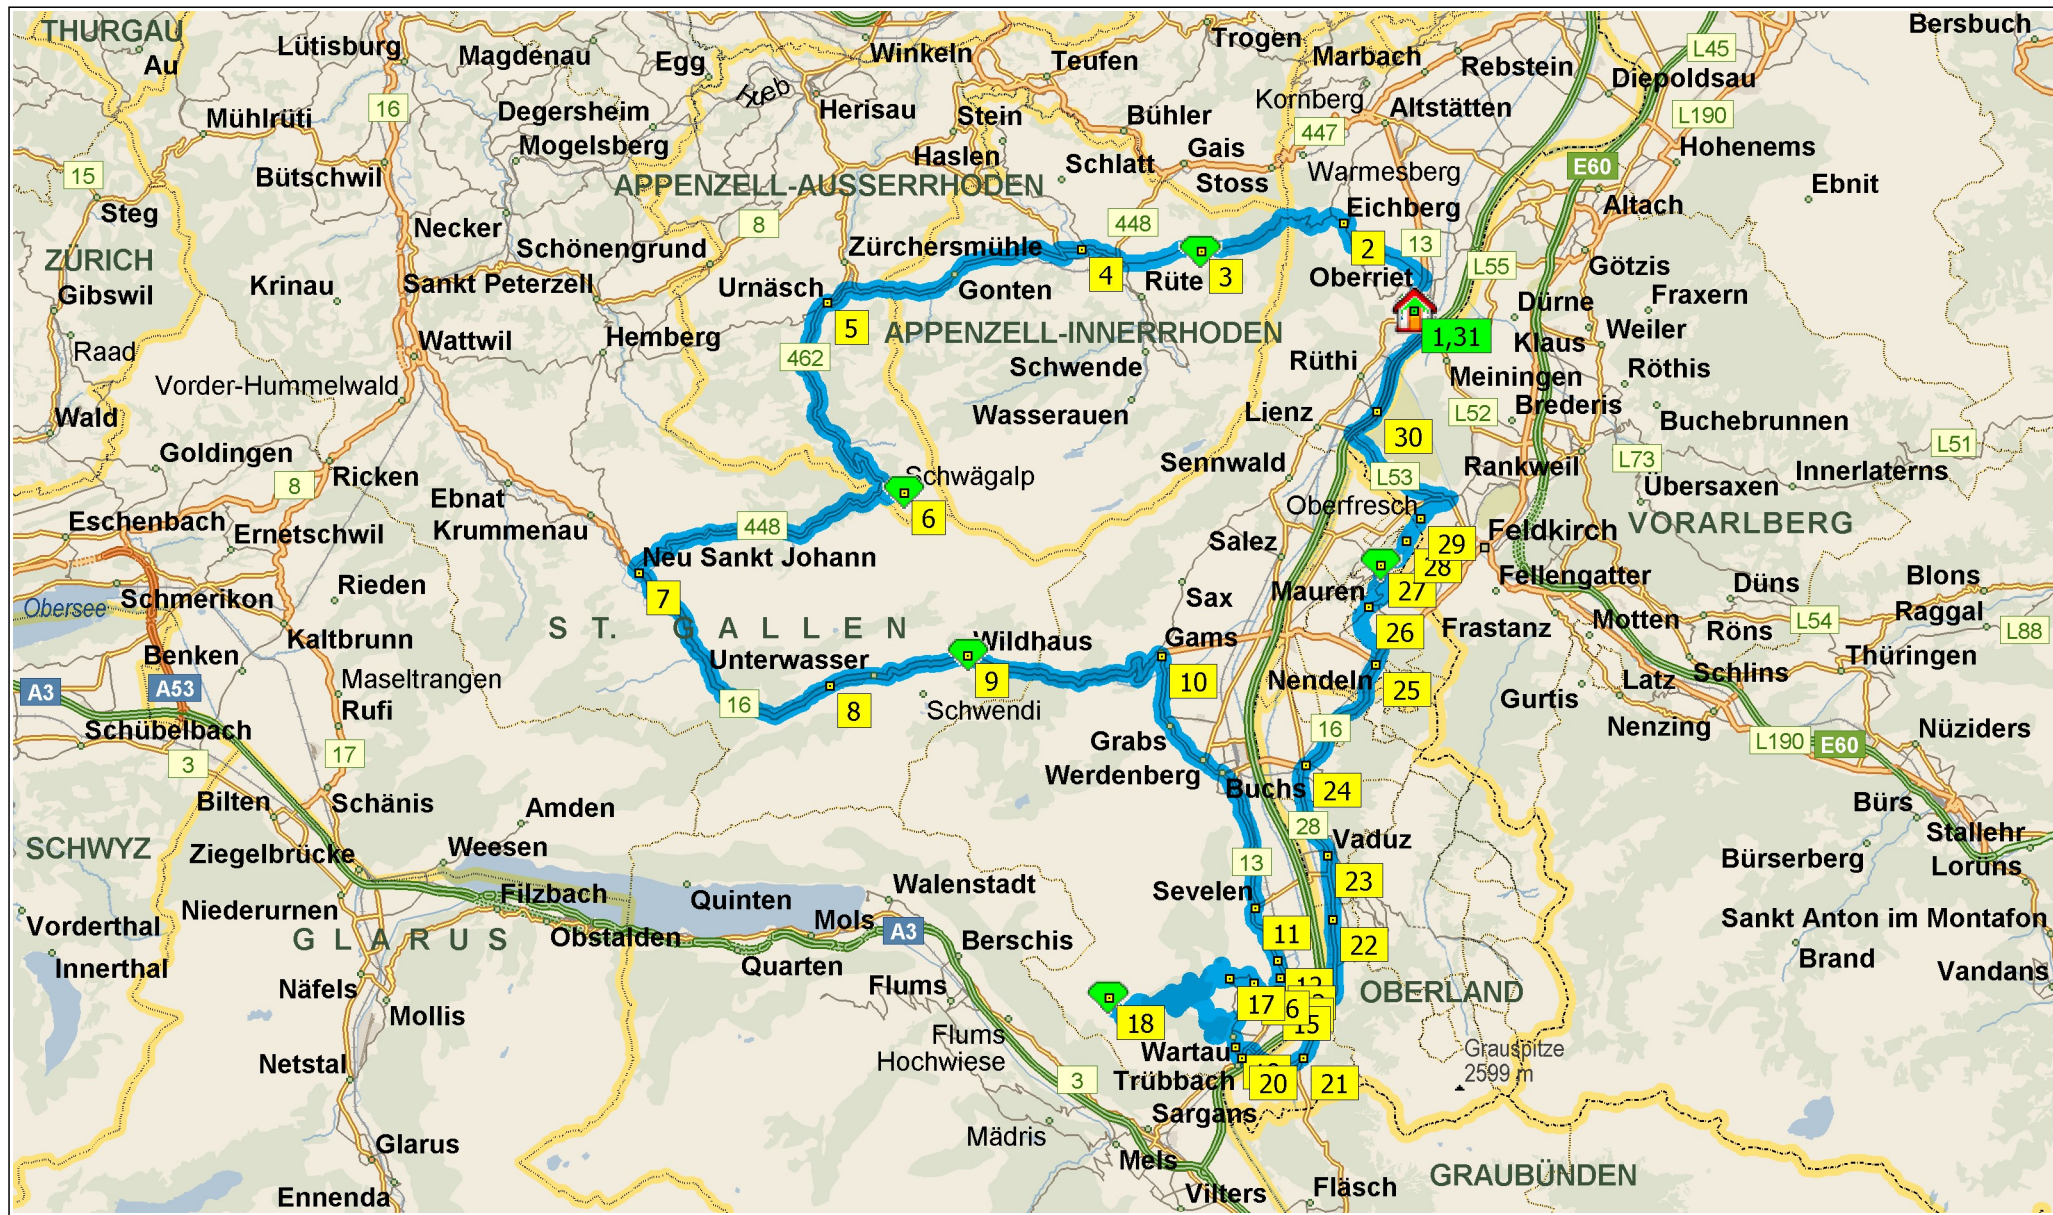 THURGAU
Au
Lütisburg
Magdenau
Egg
Winkeln
Teufen
Trogen
Marbach
Rebstein
L45
Diepoldsau
Bersbuch
Mühlrüti
16
Degersheim
Mogelsberg
Herisau
Stein
Bühler
Kornberg
Altstätten
L190
447
Hohenems
15
Bütschwil
Haslen
Schlatt
Gais
Stoss
Warmesberg
E60
Ebnit
Steg
APPENZELL-AUSSERRHODEN
Necker
8
448
Eichberg
Altach
ZÜRICH
Gibswil
Krinau
Schönengrund
Sankt Peterzell
Zürchersmühle
4
Rüte
3
2
13
Oberriet
L55
Götzis
Fraxern
Urnäsch
Gonten
Dürne
Weiler
5
APPENZELL-INNERRHODEN
1,31
Klaus
Raad
Wattwil
Hemberg
462
Schwende
Rüthi
Meiningen
Röthis
Vorder-Hummelwald
Wasserauen
Lienz
L52
Brederis
Buchebrunnen
Wald
30
L51
Goldingen
Ricken
8
Ebnat
Krummenau
Schwägalp
6
Sennwald
L53
Rankweil
L73
Innerlaterns
Übersaxen
Oberfresch
Eschenbach
Ernetschwil
448
Neu Sankt Johann
Salez
Feldkirch
VORARLBERG
29
28
27
Rieden
7
Obersee
Schmerikon
Mauren
Fellengatter
Düns
Blons
Raggal
Sax
Motten
L54
Kaltbrunn
ST. GALLEN
Wildhaus
Gams
26
Frastanz
Röns
L88
Benken
Unterwasser
9
10
Schlins
Thüringen
Maseltrangen
Rufi
A3
A53
16
8
Schwendi
Nendeln
25
Gurtis
Latz
Nenzing
Schübelbach
17
3
Grabs
Werdenberg
16
L190
E60
Nüziders
Bilten
Schänis
Amden
Buchs
24
Bürs
SCHWYZ
Ziegelbrücke
Weesen
28
Vaduz
Stallehr
Bürserberg
Loruns
13
Filzbach
Quinten
Walenstadt
Sevelen
23
Vorderthal
Niederurnen
GLARUS
Obstalden
Mols
A3
Berschis
11
22
Sankt Anton im Montafon
Brand
Innerthal
Quarten
Vandans
Näfels
Flums
12
OBERLAND
Mollis
18
17
6
15
Flums
Hochwiese
Netstal
Wartau
Grauspitze
2599 m
3
Trübbach
20
21
Sargans
Glarus
Mädris
Mels
GRAUBÜNDEN
Ennenda
Vilters
Fläsch